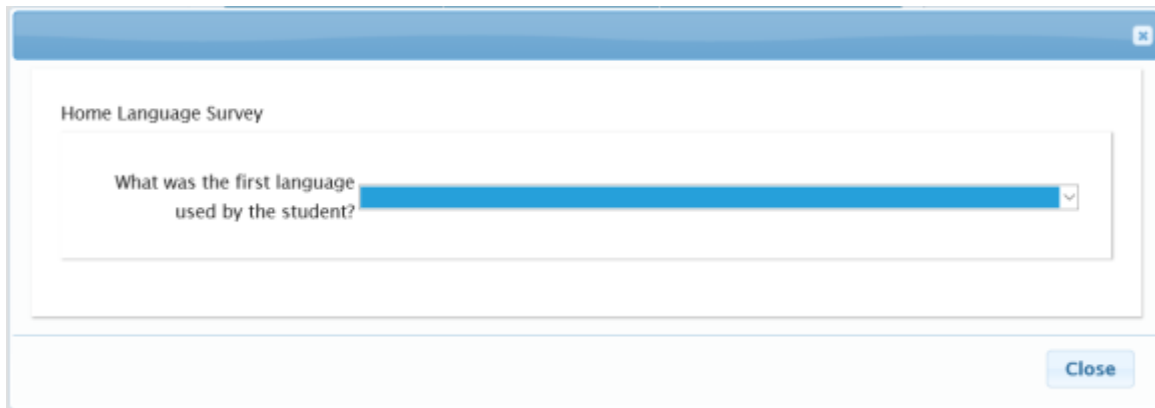 Home Language Survey
What was the first language
used by the student?
Close